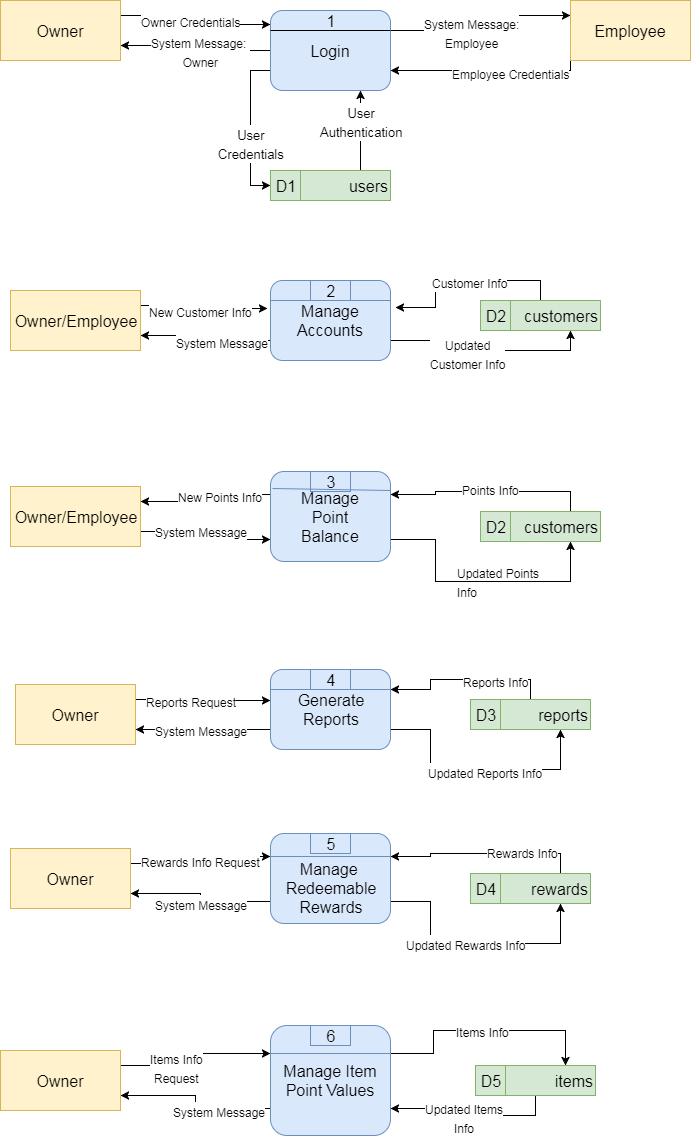 Owner
Owner Credentials
System Message:
Owner
1
Login
System Message:
Employee
Employee Credentials
Employee
User
Credentials
User
Authentication
D1
users
Owner/Employee
New Customer Info
System Message
2
Manage
Accounts
Customer Info
Updated
Customer Info
D2
customers
Owner/Employee
New Points Info
System Message
3
Manage
Point
Balance
Points Info
Updated Points
Info
D2
customers
Owner
Reports Request
System Message
4
Generate
Reports
Reports Info
Updated Reports Info
D3
reports
Owner
Rewards Info Request
System Message
5
Manage
Redeemable
Rewards
Rewards Info
Updated Rewards Info
D4
rewards
Owner
Items Info
Request
System Message
6
Manage Item
Point Values
Items Info
Updated Items
Info
D5
items